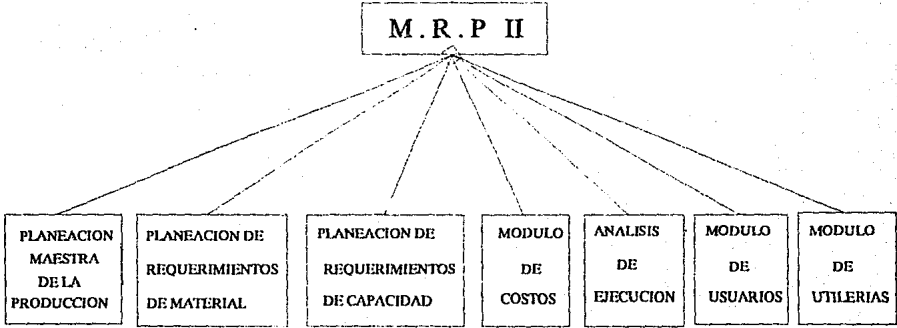 M.R.P II
PLANEACION
MAESTRA
DE LA
PRODUCCION
PLANEACION DE
REQUERIMIENTOS
DE MATERIAL
PLANEACION DE
REQUERIMIENTOS
DE CAPACIDAD
MODULO
DE
COSTOS
ANALISIS
DE
EJECUCION
MODULO
DE
USUARIOS
MODULO
DE
UTILERIAS